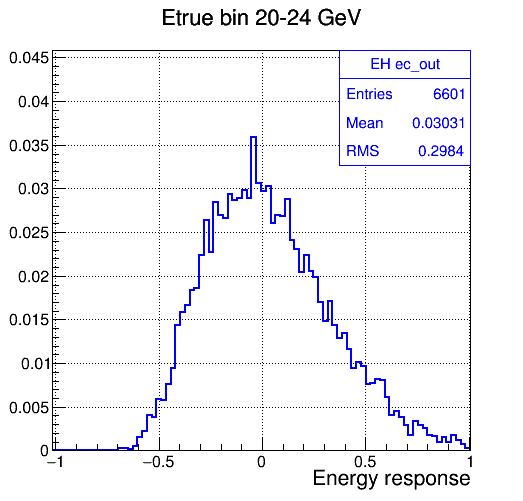 Etrue bin 20-24 GeV
EH ec_out
Entries 6601
Mean 0.03031
RMS 0.2984
0.045
0.04
0.035
0.03
0.025
0.02
0.015
0.01
0.005
0
−1 −0.5 0 0.5 1
Energy response